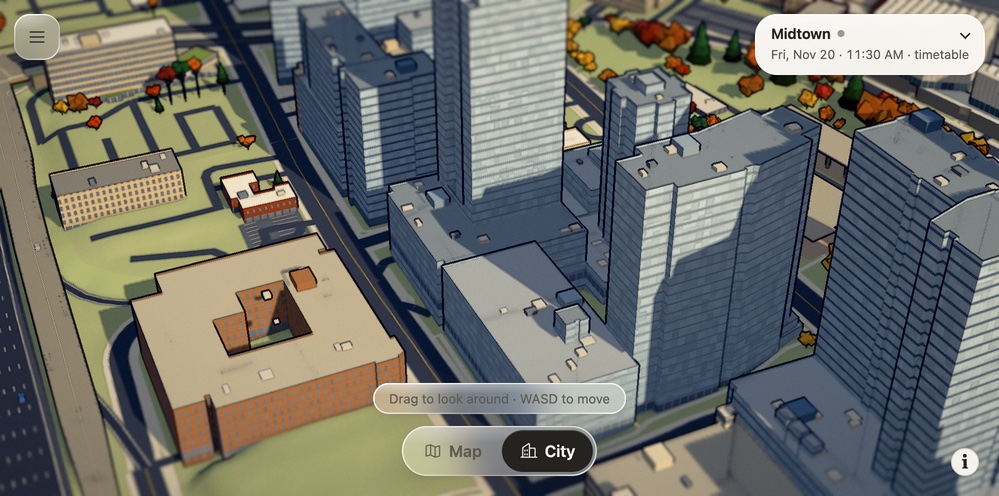 Midtown
Fri, Nov 20 · 11:30 AM · timetable
Drag to look around · WASD to move
Map
City
i